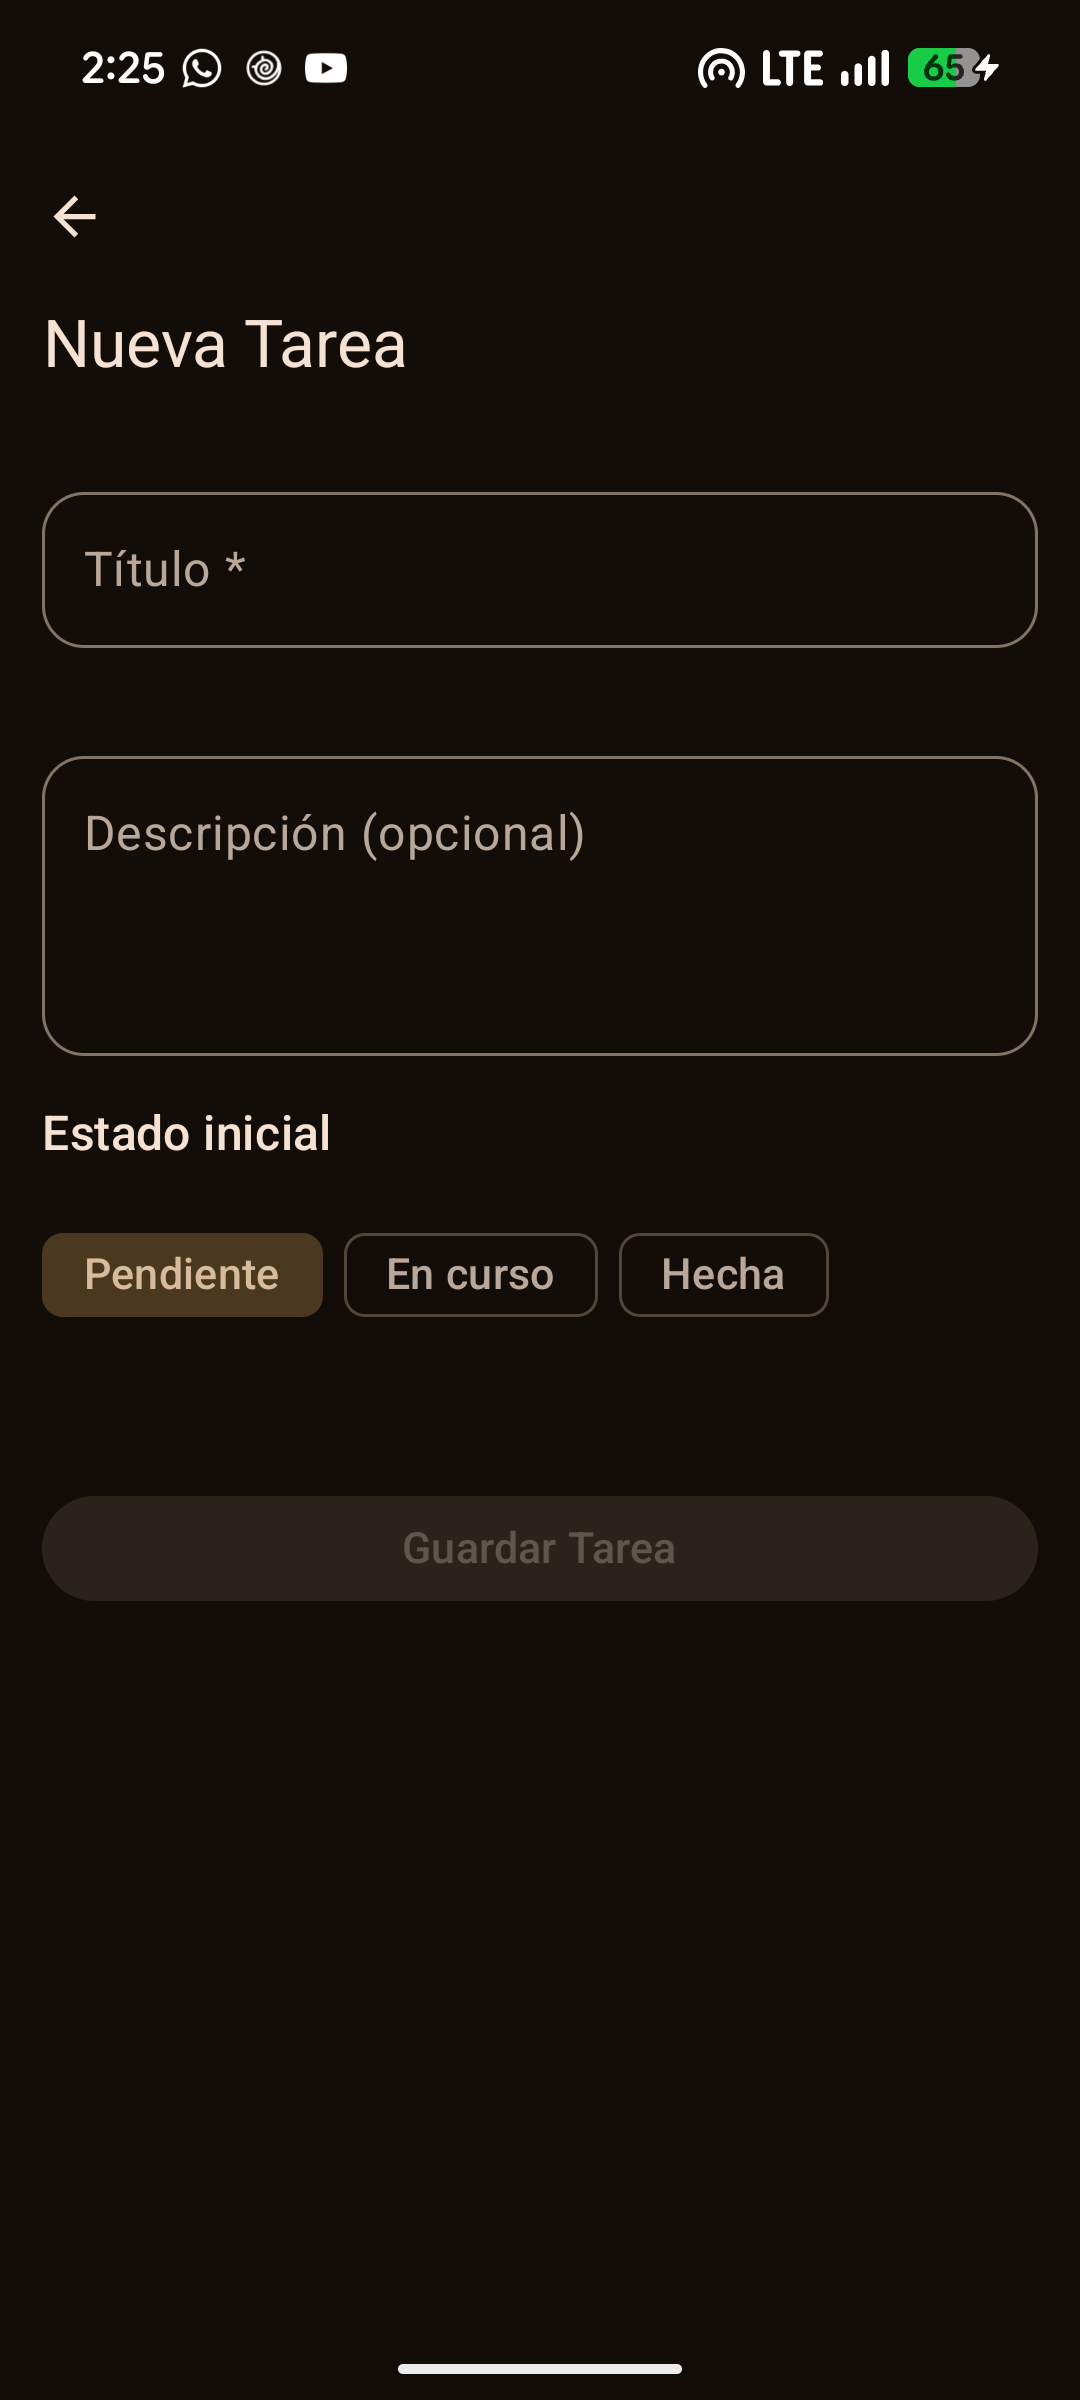 2:25 LTE 65
Nueva Tarea
Título *
Descripción (opcional)
Estado inicial
Pendiente En curso Hecha
Guardar Tarea